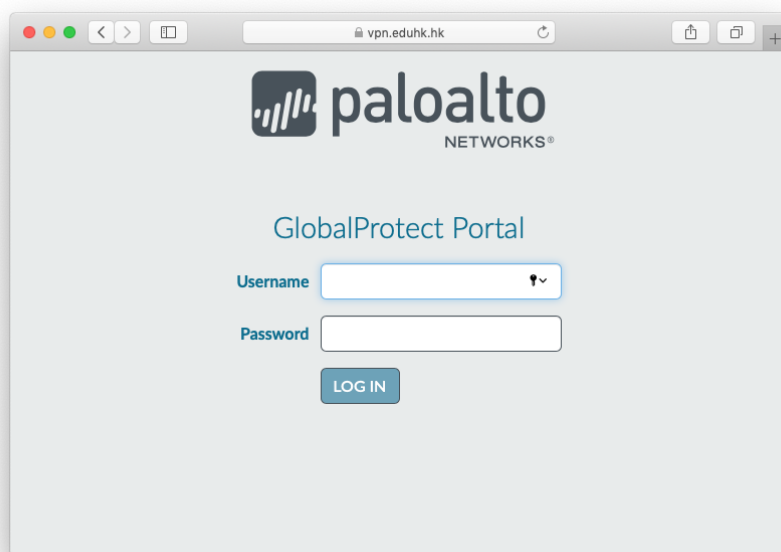 vpn.eduhk.hk
paloalto
NETWORKS®
GlobalProtect Portal
Username
Password
LOG IN